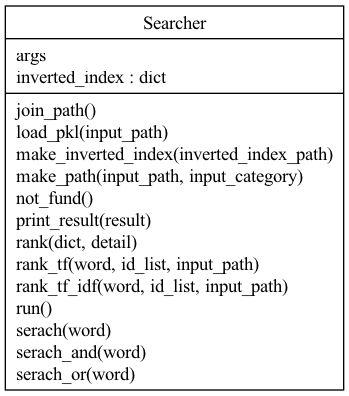 Searcher
args
inverted_index : dict
join_path()
load_pkl(input_path)
make_inverted_index(inverted_index_path)
make_path(input_path, input_category)
not_fund()
print_result(result)
rank(dict, detail)
rank_tf(word, id_list, input_path)
rank_tf_idf(word, id_list, input_path)
run()
serach(word)
serach_and(word)
serach_or(word)